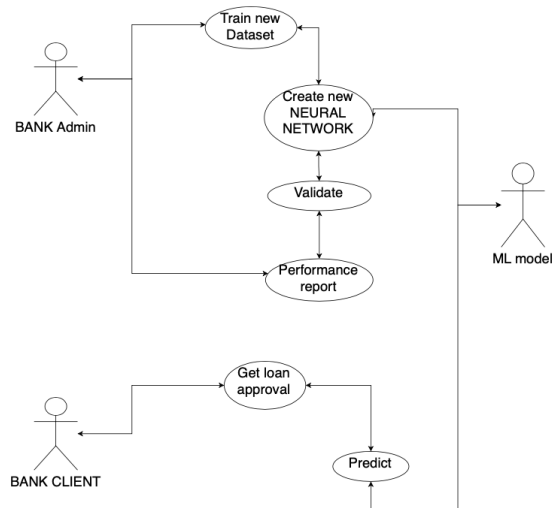 Train new
Dataset
BANK Admin
Create new
NEURAL
NETWORK
Validate
ML model
Performance
report
Get loan
approval
BANK CLIENT
Predict